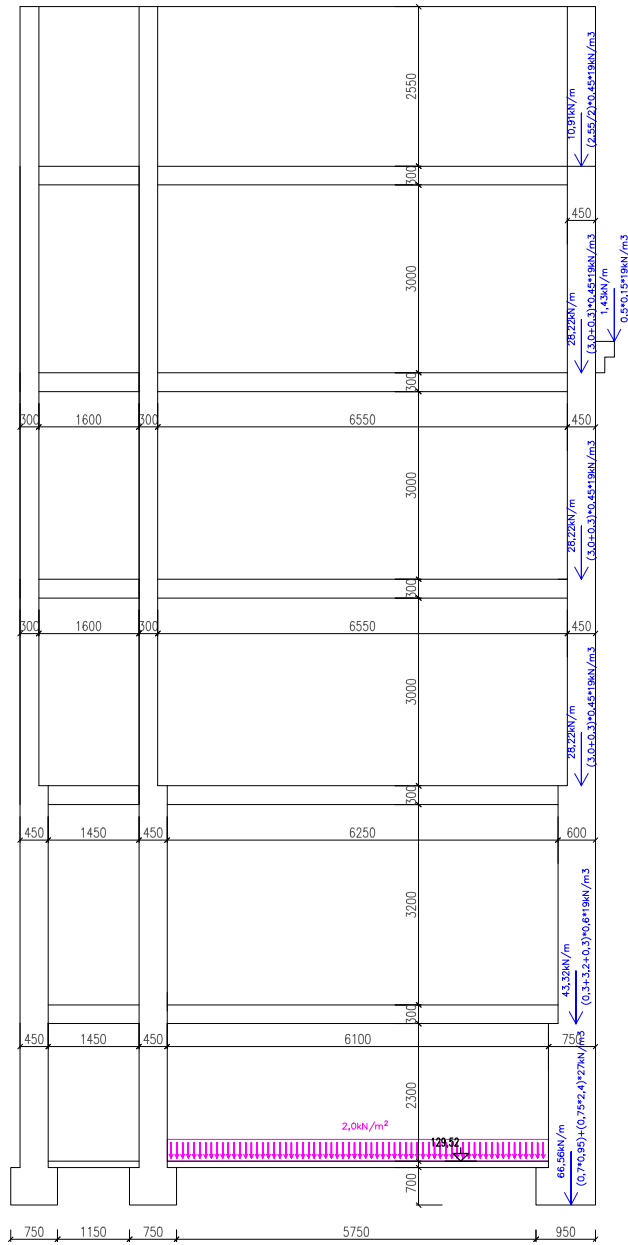 2550
10,91kN/m
(2.55/2)*0.45*19kN/m3
300
450
3000
28,22kN/m
(3,0+0,3)*0.45*19kN/m3
1,43kN/m
0.5*0.15*19kN/m3
300
300
1600
300
6550
450
3000
28,22kN/m
(3,0+0,3)*0,45*19kN/m3
300
300
1600
300
6550
450
3000
28,22kN/m
(3,0+0,3)*0.45*19kN/m3
300
450
1450
450
6250
600
3200
43,32kN/m
(0,3+3,2+0,3)*0,6*19kN/m3
300
450
1450
450
6100
750
2300
2,0kN/m²
129,52
66,56kN/m
(0,7*0,95)+(0,75*2,4)*27kN/m3
700
750
1150
750
5750
950